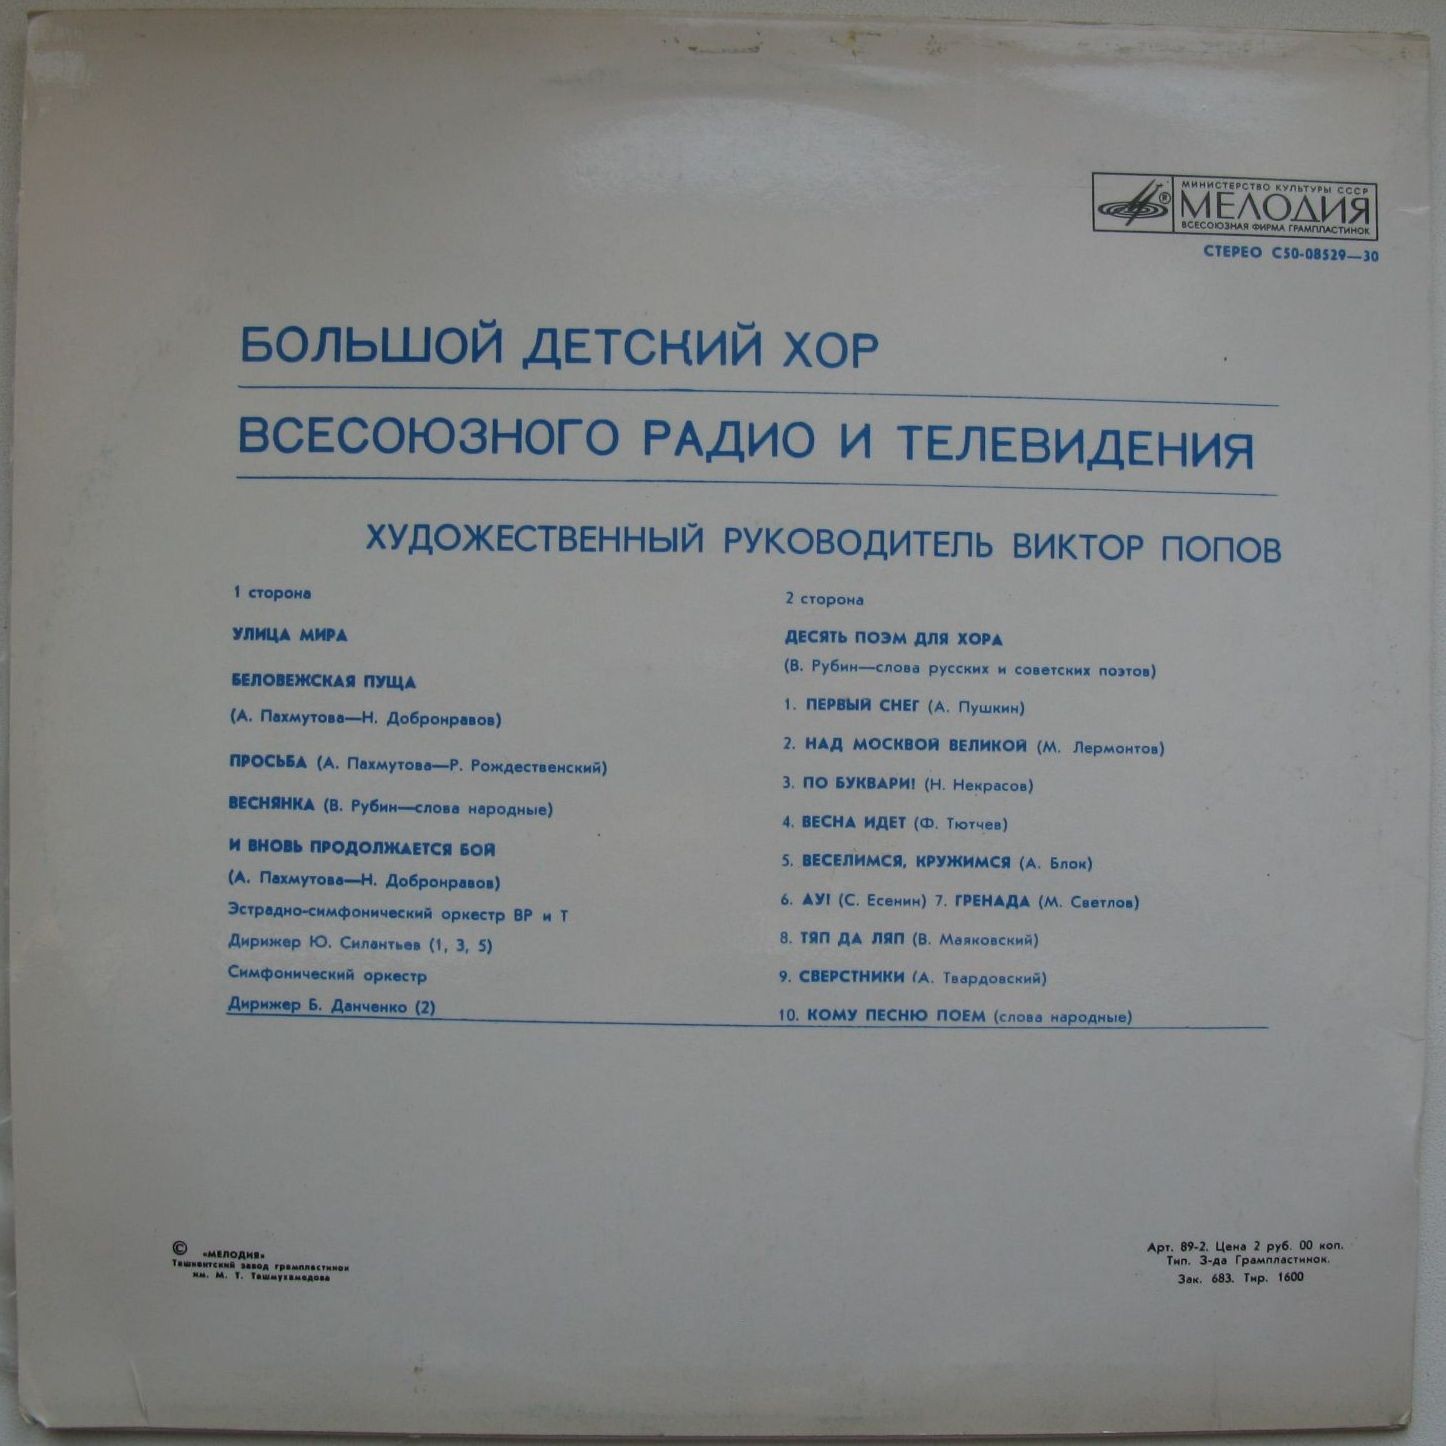 МИНИСТЕРСТВО КУЛЬТУРЫ СССР
® МЕЛОДИЯ
ВСЕСОЮЗНАЯ ФИРМА ГРАМПЛАСТИНОК
СТЕРЕО С50-08529—30
БОЛЬШОЙ ДЕТСКИЙ ХОР
ВСЕСОЮЗНОГО РАДИО И ТЕЛЕВИДЕНИЯ
ХУДОЖЕСТВЕННЫЙ РУКОВОДИТЕЛЬ ВИКТОР ПОПОВ
1 сторона
УЛИЦА МИРА
БЕЛОВЕЖСКАЯ ПУЩА
(А. Пахмутова—Н. Добронравов)
ПРОСЬБА (А. Пахмутова—Р. Рождественский)
ВЕСНЯНКА (В. Рубин—слова народные)
И ВНОВЬ ПРОДОЛЖАЕТСЯ БОЙ
(А. Пахмутова—Н. Добронравов)
Эстрадно-симфонический оркестр ВР и Т
Дирижер Ю. Силантьев (1, 3, 5)
Симфонический оркестр
Дирижер Б. Данченко (2)
2 сторона
ДЕСЯТЬ ПОЭМ ДЛЯ ХОРА
(В. Рубин—слова русских и советских поэтов)
1. ПЕРВЫЙ СНЕГ (А. Пушкин)
2. НАД МОСКВОЙ ВЕЛИКОЙ (М. Лермонтов)
3. ПО БУКВАРИ! (Н. Некрасов)
4. ВЕСНА ИДЕТ (Ф. Тютчев)
5. ВЕСЕЛИМСЯ, КРУЖИМСЯ (А. Блок)
6. АУ! (С. Есенин) 7. ГРЕНАДА (М. Светлов)
8. ТЯП ДА ЛЯП (В. Маяковский)
9. СВЕРСТНИКИ (А. Твардовский)
10. КОМУ ПЕСНЮ ПОЕМ (слова народные)
© «МЕЛОДИЯ»
Ташкентский завод грампластинок
им. М. Т. Ташмухамедова
Арт. 89-2. Цена 2 руб. 00 коп.
Тип. З-да Грампластинок.
Зак. 683. Тир. 1600